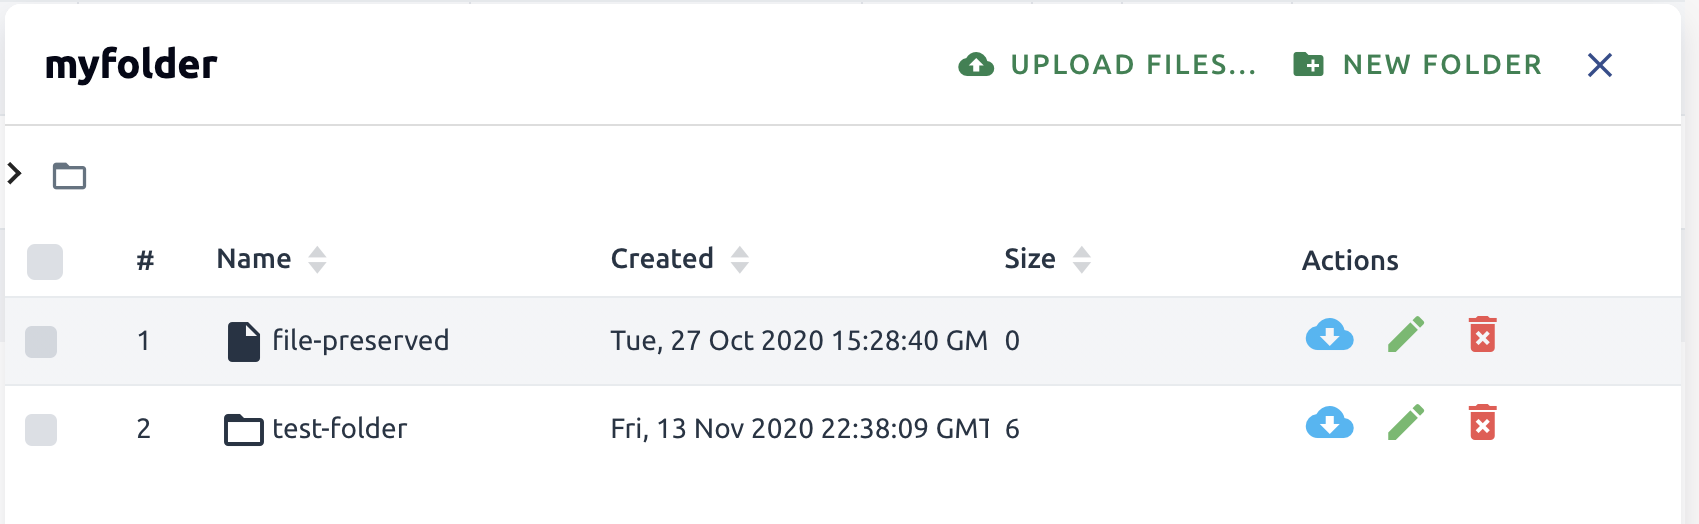 myfolder UPLOAD FILES... NEW FOLDER
# Name Created Size Actions
1 file-preserved Tue, 27 Oct 2020 15:28:40 GM 0
2 test-folder Fri, 13 Nov 2020 22:38:09 GMT 6